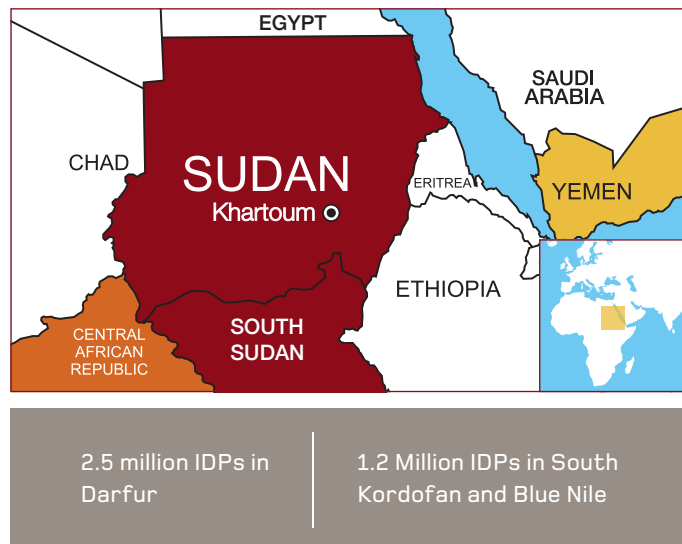 EGYPT
SAUDI
ARABIA
CHAD
SUDAN
Khartoum
ERITREA
YEMEN
ETHIOPIA
SOUTH
SUDAN
CENTRAL
AFRICAN
REPUBLIC
2.5 million IDPs in
Darfur
1.2 Million IDPs in South
Kordofan and Blue Nile